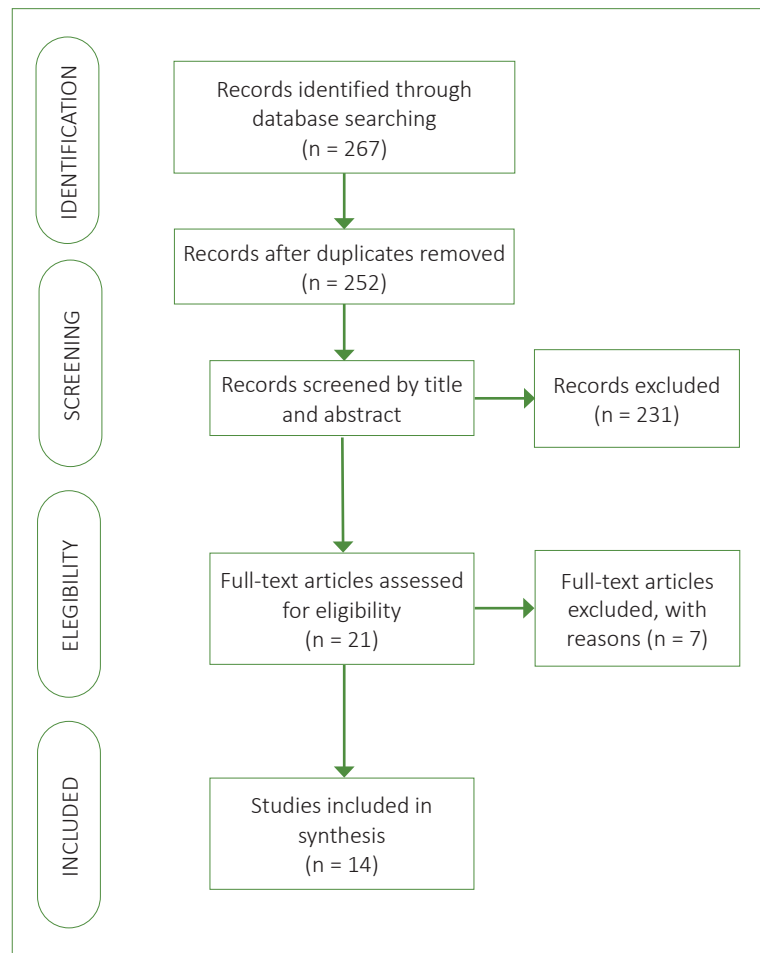 IDENTIFICATION
Records identified through
database searching
(n = 267)
Records after duplicates removed
(n = 252)
SCREENING
Records screened by title
and abstract
Records excluded
(n = 231)
ELEGIBILITY
Full-text articles assessed
for eligibility
(n = 21)
Full-text articles
excluded, with
reasons (n = 7)
INCLUDED
Studies included in
synthesis
(n = 14)